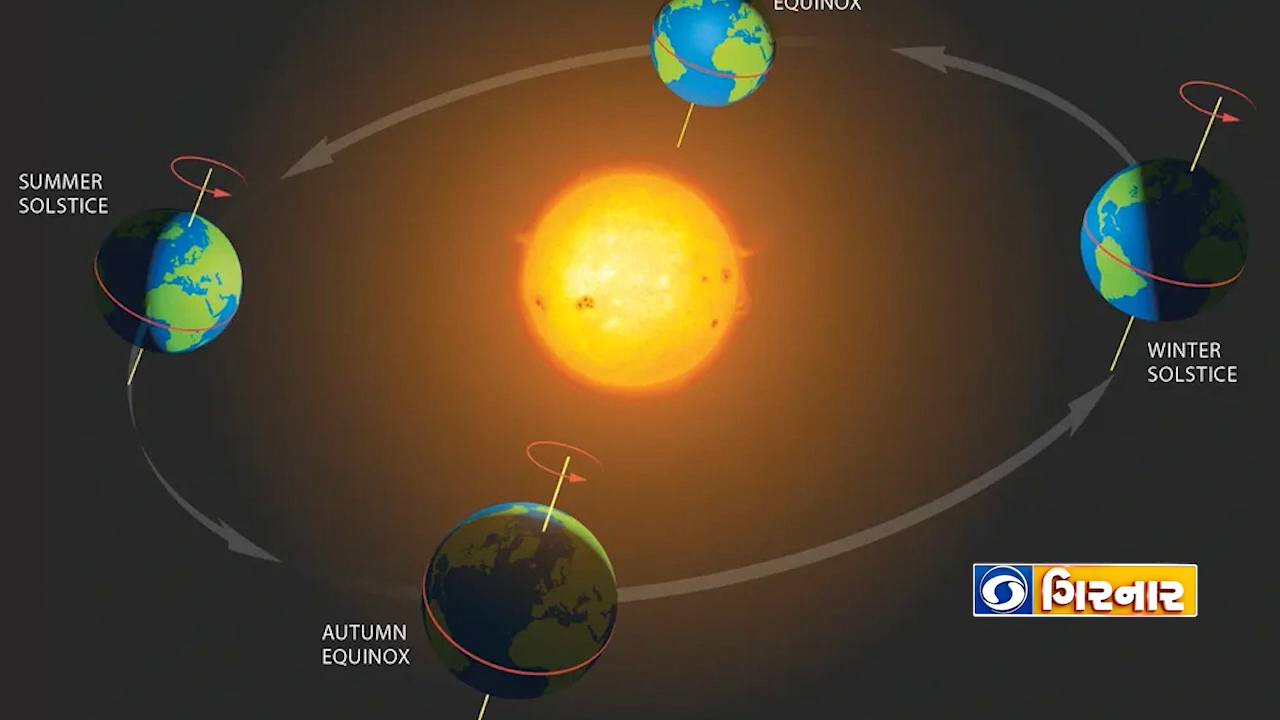 EQUINOX
SUMMER
SOLSTICE
WINTER
SOLSTICE
ગિરનાર
AUTUMN
EQUINOX